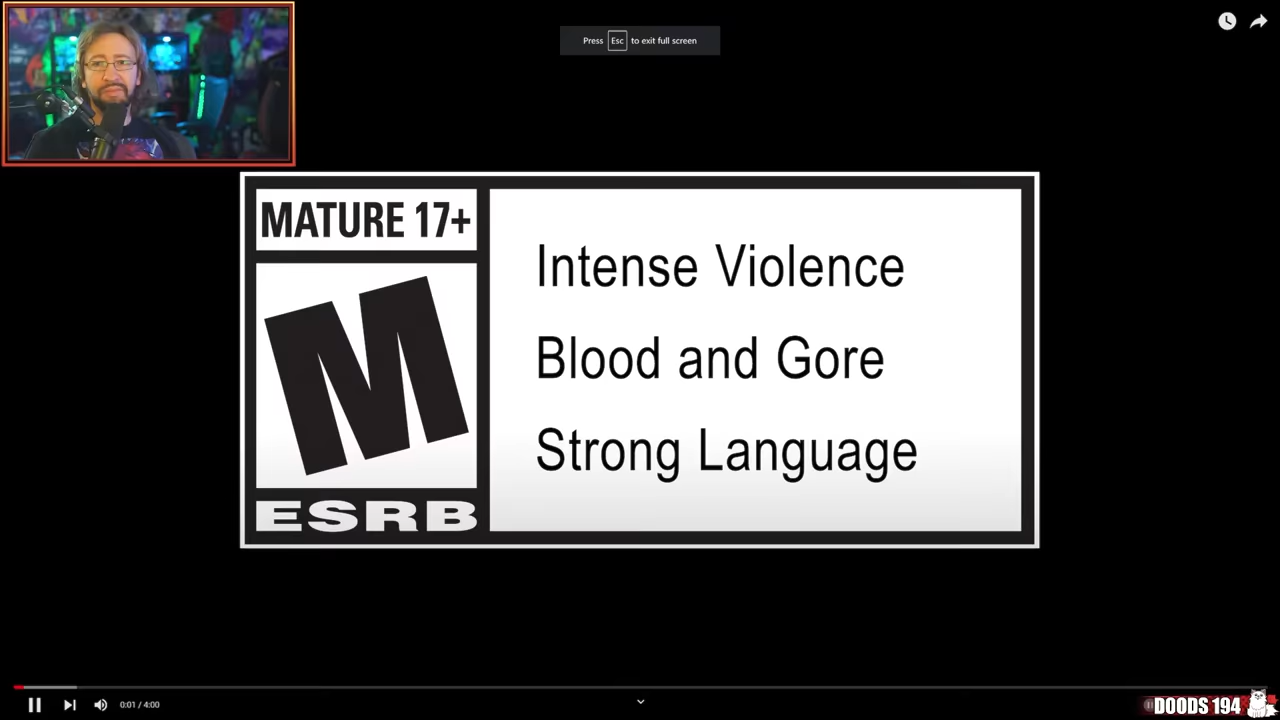 Press Esc to exit full screen
MATURE 17+
M
ESRB
Intense Violence
Blood and Gore
Strong Language
0:01 / 4:00
DOODS 194